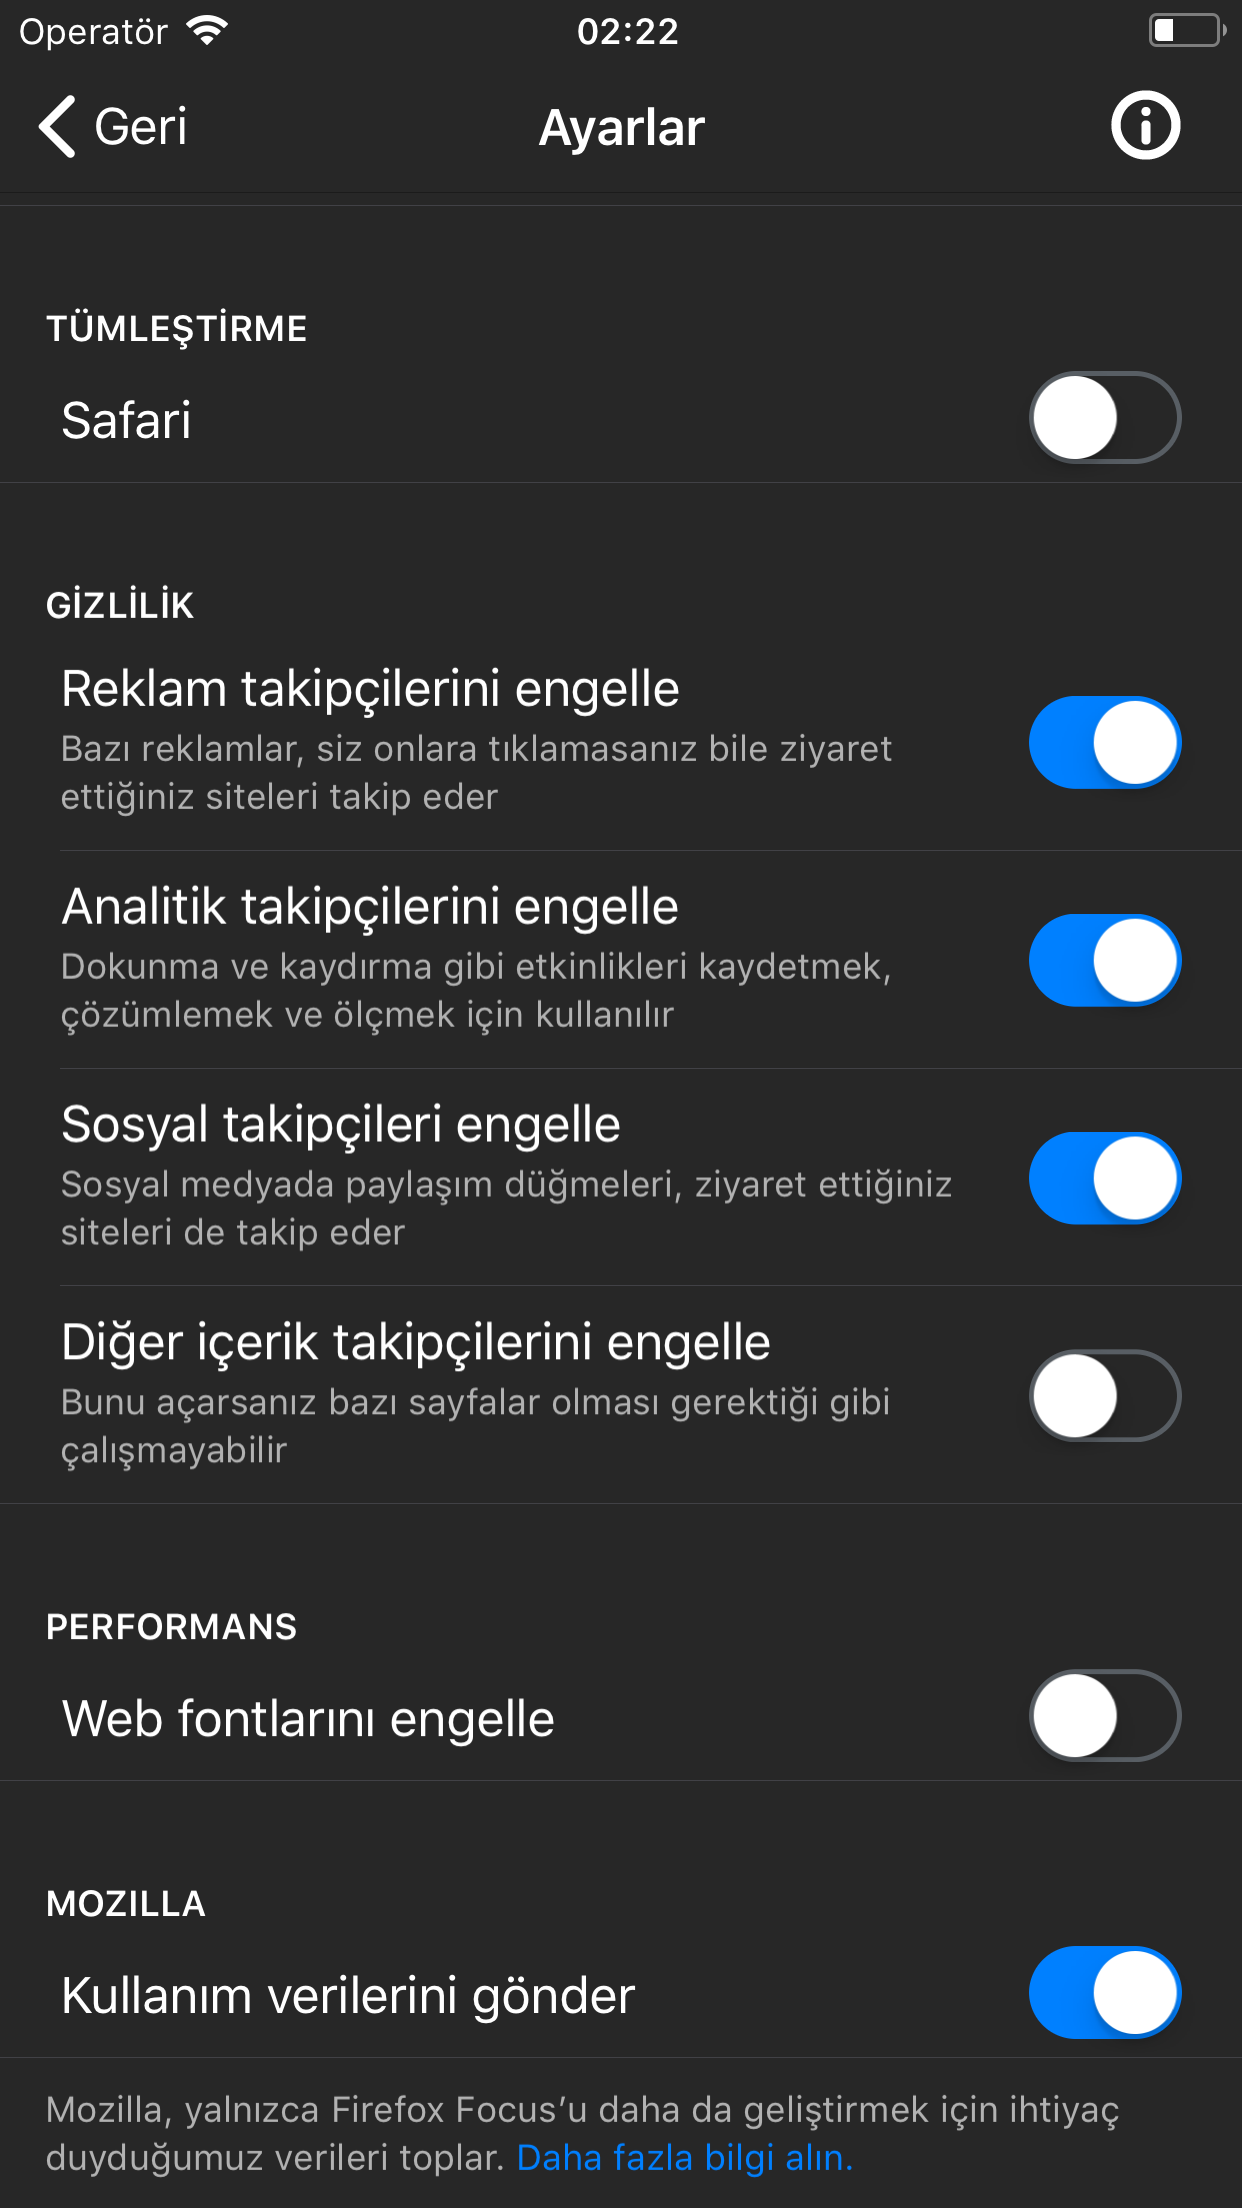 Operatör
02:22
Geri
Ayarlar
TÜMLEŞTİRME
Safari
GİZLİLİK
Reklam takipçilerini engelle
Bazı reklamlar, siz onlara tıklamasanız bile ziyaret
ettiğiniz siteleri takip eder
Analitik takipçilerini engelle
Dokunma ve kaydırma gibi etkinlikleri kaydetmek,
çözümlemek ve ölçmek için kullanılır
Sosyal takipçileri engelle
Sosyal medyada paylaşım düğmeleri, ziyaret ettiğiniz
siteleri de takip eder
Diğer içerik takipçilerini engelle
Bunu açarsanız bazı sayfalar olması gerektiği gibi
çalışmayabilir
PERFORMANS
Web fontlarını engelle
MOZILLA
Kullanım verilerini gönder
Mozilla, yalnızca Firefox Focus’u daha da geliştirmek için ihtiyaç
duyduğumuz verileri toplar. Daha fazla bilgi alın.